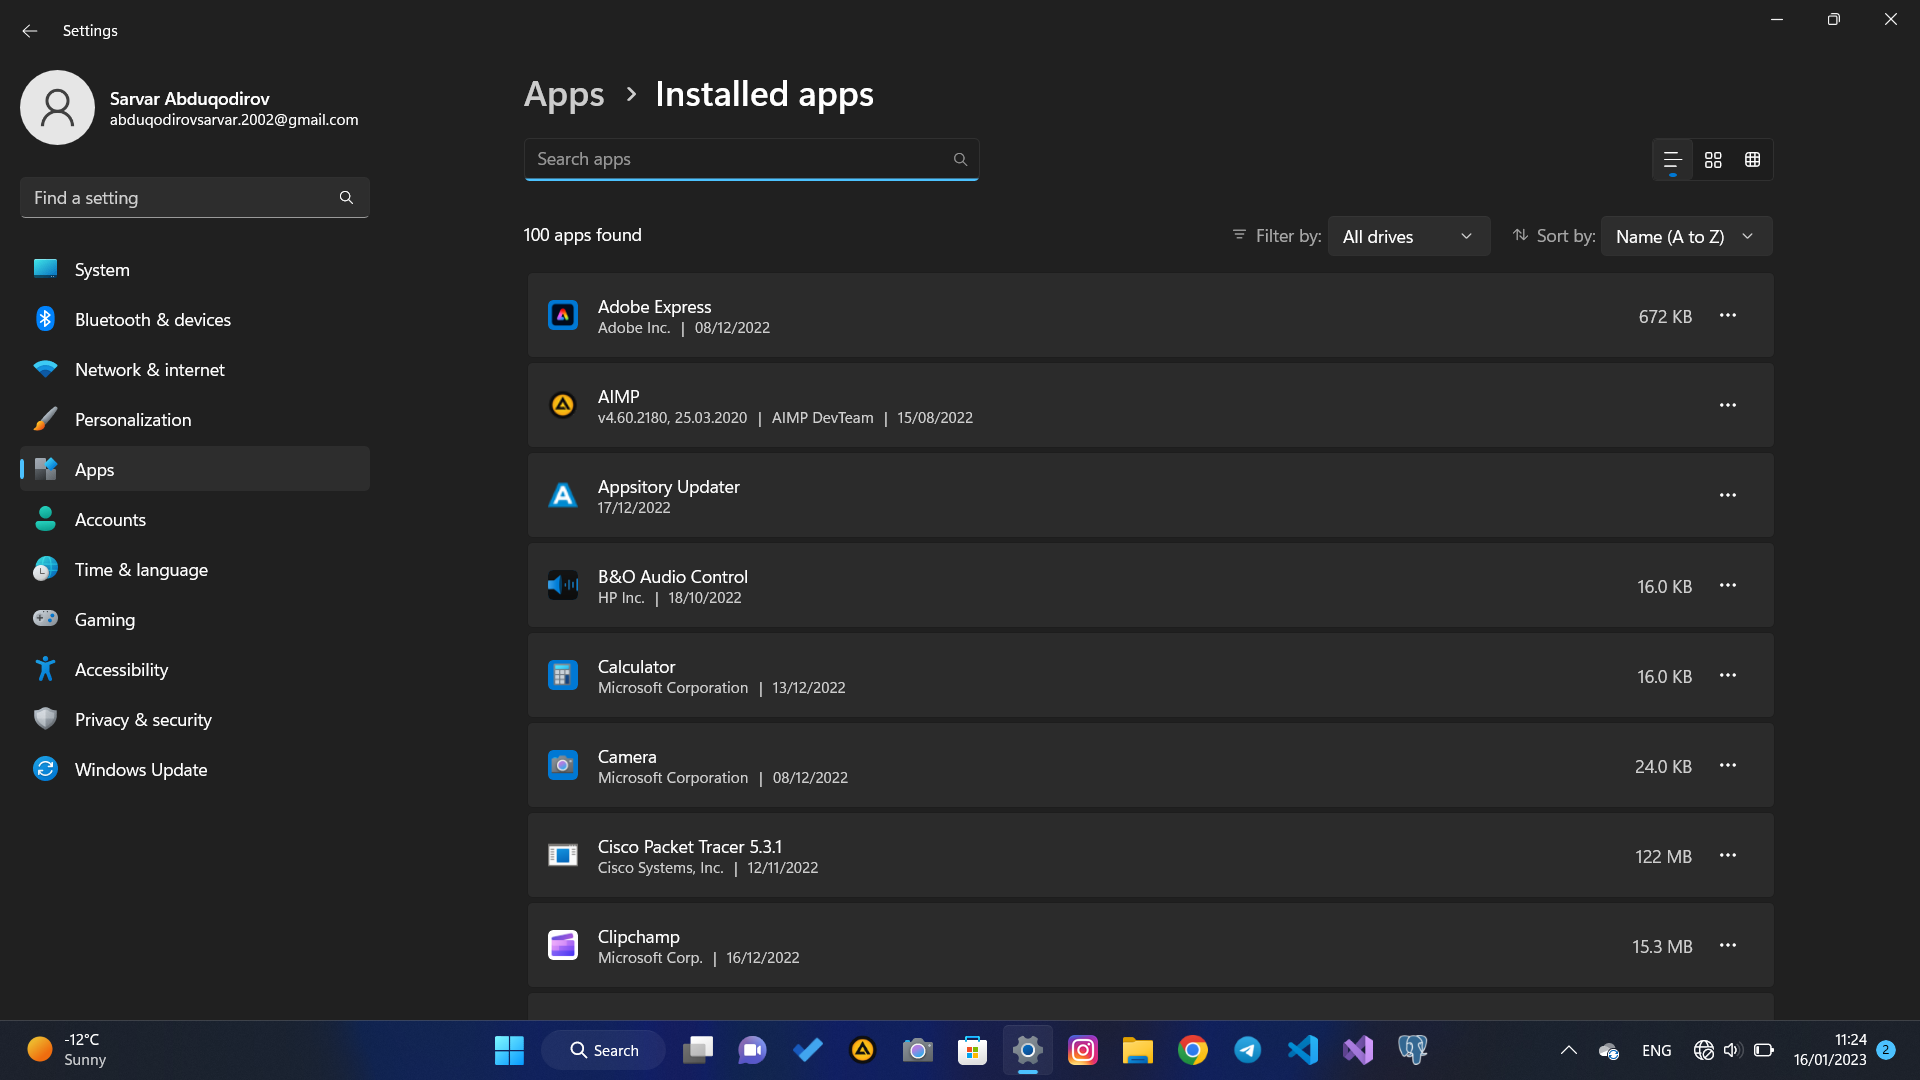 Settings
Sarvar Abduqodirov
abduqodirovsarvar.2002@gmail.com
Find a setting
System
Bluetooth & devices
Network & internet
Personalization
Apps
Accounts
Time & language
Gaming
Accessibility
Privacy & security
Windows Update
Apps > Installed apps
Search apps
100 apps found
Filter by: All drives
Sort by: Name (A to Z)
Adobe Express
Adobe Inc. | 08/12/2022
672 KB
AIMP
v4.60.2180, 25.03.2020 | AIMP DevTeam | 15/08/2022
Appsitory Updater
17/12/2022
B&O Audio Control
HP Inc. | 18/10/2022
16.0 KB
Calculator
Microsoft Corporation | 13/12/2022
16.0 KB
Camera
Microsoft Corporation | 08/12/2022
24.0 KB
Cisco Packet Tracer 5.3.1
Cisco Systems, Inc. | 12/11/2022
122 MB
Clipchamp
Microsoft Corp. | 16/12/2022
15.3 MB
-12°C
Sunny
Search
ENG
11:24
16/01/2023
2